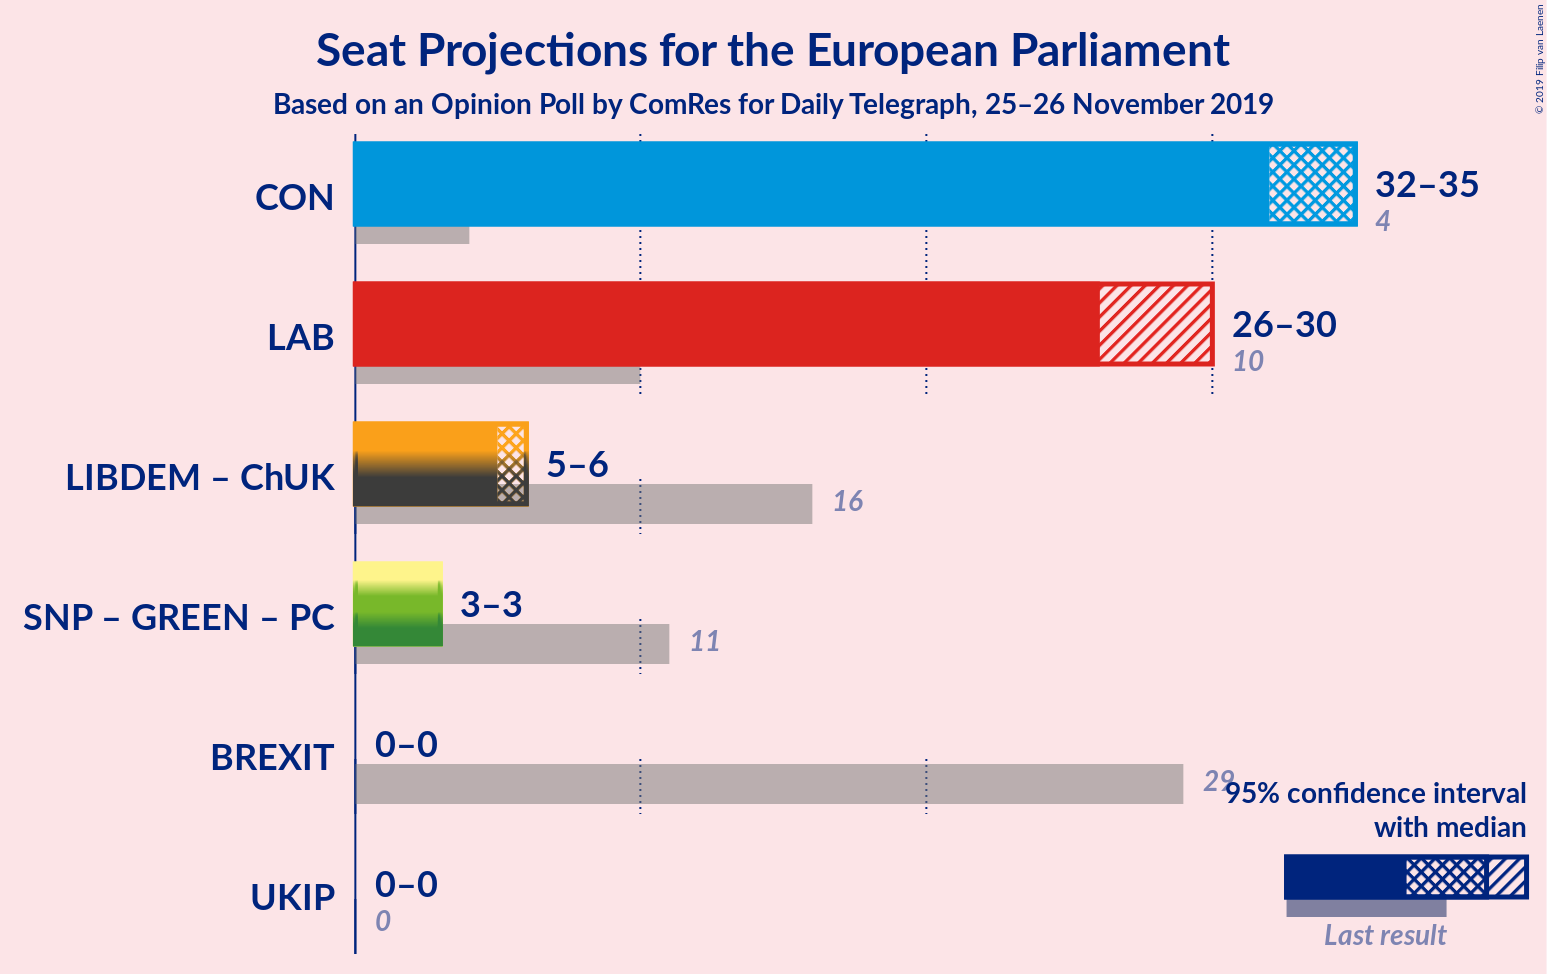 Seat Projections for the European Parliament
Based on an Opinion Poll by ComRes for Daily Telegraph, 25–26 November 2019
© 2019 Filip van Laenen
CON
32–35
4
LAB
26–30
10
LIBDEM – ChUK
5–6
16
SNP – GREEN – PC
3–3
11
BREXIT
0–0
29
UKIP
0–0
0
95% confidence interval
with median
Last result